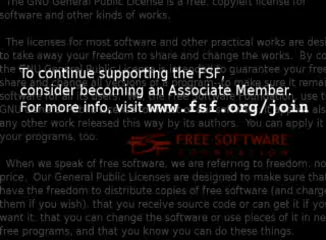 The GNU General Public License is a free, copyleft license for
software and other kinds of works.
The licenses for most software and other practical works are desi
to take away your freedom to share and change the works. By co
To continue supporting the FSF,
consider becoming an Associate Member.
For more info, visit www.fsf.org/join
any other work released this way by its authors. You can apply it
your programs, too.
FREE SOFTWARE
FOUNDATION
When we speak of free software, we are referring to freedom, no
price. Our General Public Licenses are designed to make sure that
have the freedom to distribute copies of free software (and charge
them if you wish), that you receive source code or can get it if yo
want it, that you can change the software or use pieces of it in ne
free programs, and that you know you can do these things.